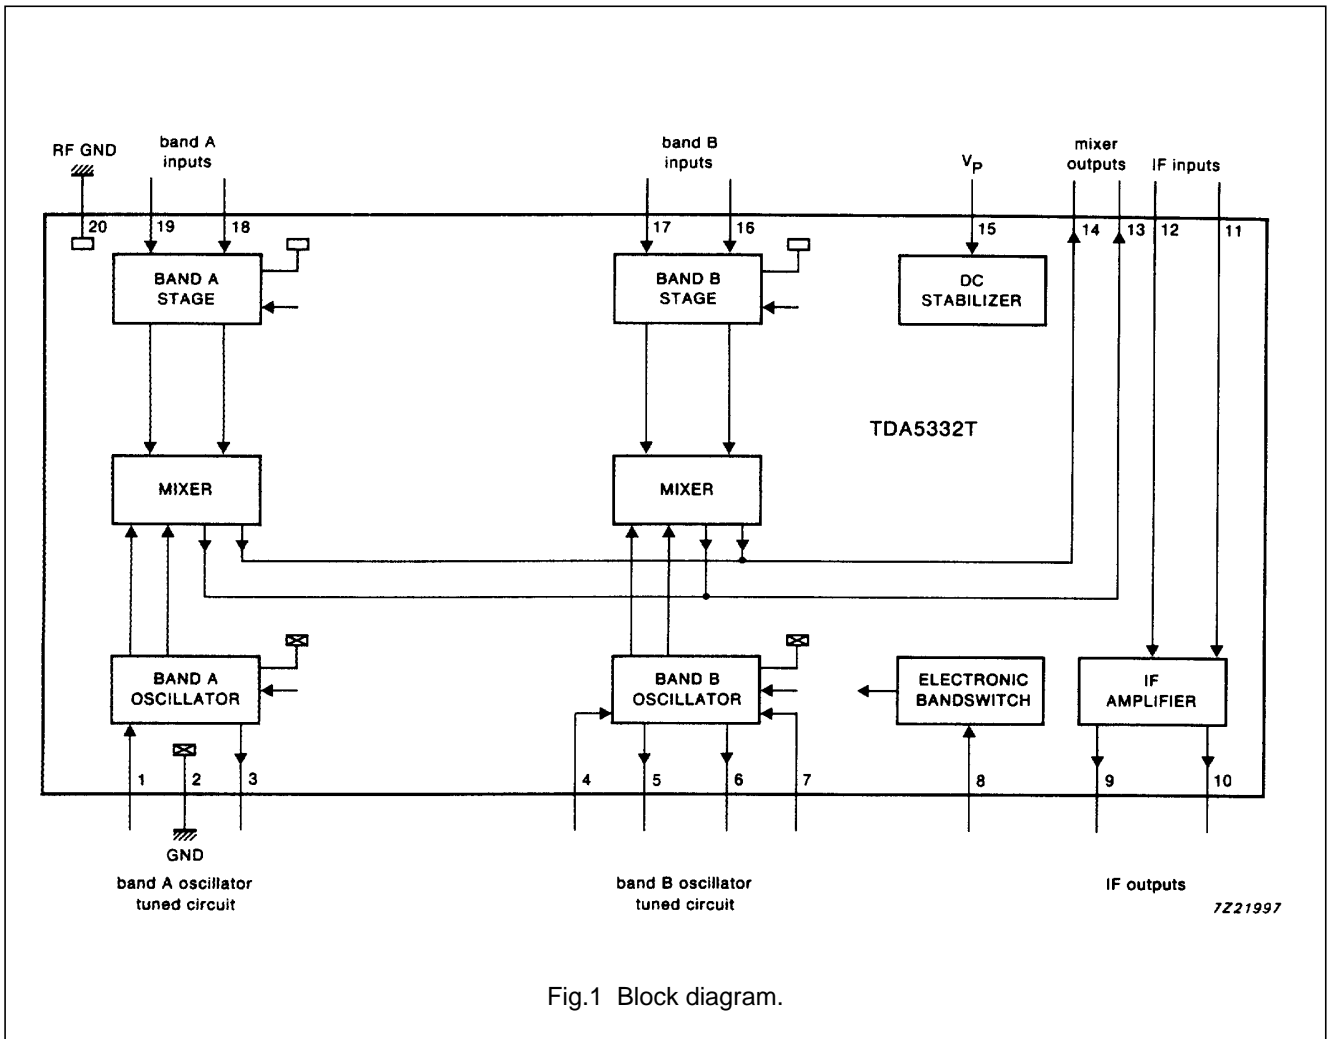 RF GND
band A
inputs
band B
inputs
VP
mixer
outputs
IF inputs
20
19
18
17
16
15
14
13
12
11
BAND A
STAGE
BAND B
STAGE
DC
STABILIZER
TDA5332T
MIXER
MIXER
BAND A
OSCILLATOR
BAND B
OSCILLATOR
ELECTRONIC
BANDSWITCH
IF
AMPLIFIER
1
2
3
4
5
6
7
8
9
10
GND
band A oscillator
tuned circuit
band B oscillator
tuned circuit
IF outputs
7Z21997
Fig.1 Block diagram.